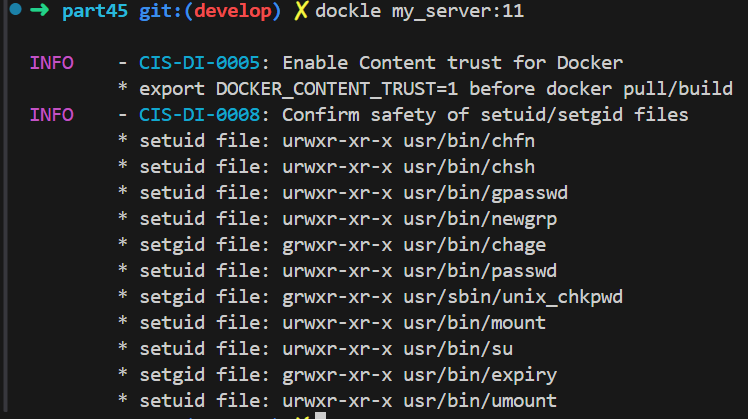 ➜ part45 git:(develop) ✗ dockle my_server:11
INFO - CIS-DI-0005: Enable Content trust for Docker
* export DOCKER_CONTENT_TRUST=1 before docker pull/build
INFO - CIS-DI-0008: Confirm safety of setuid/setgid files
* setuid file: urwxr-xr-x usr/bin/chfn
* setuid file: urwxr-xr-x usr/bin/chsh
* setuid file: urwxr-xr-x usr/bin/gpasswd
* setuid file: urwxr-xr-x usr/bin/newgrp
* setgid file: grwxr-xr-x usr/bin/chage
* setuid file: urwxr-xr-x usr/bin/passwd
* setgid file: grwxr-xr-x usr/sbin/unix_chkpwd
* setuid file: urwxr-xr-x usr/bin/mount
* setuid file: urwxr-xr-x usr/bin/su
* setgid file: grwxr-xr-x usr/bin/expiry
* setuid file: urwxr-xr-x usr/bin/umount